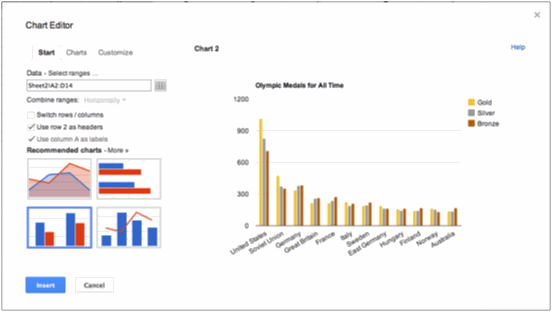 Chart Editor
Start Charts Customize
Data - Select ranges ...
Sheet2!A2:D14
Combine ranges: Horizontally
Switch rows / columns
Use row 2 as headers
Use column A as labels
Recommended charts - More »
Insert Cancel
Chart 2
Help
Olympic Medals for All Time
1200
900
600
300
0
United States
Soviet Union
Germany
Great Britain
France
Italy
Sweden
East Germany
Hungary
Finland
Norway
Australia
Gold
Silver
Bronze